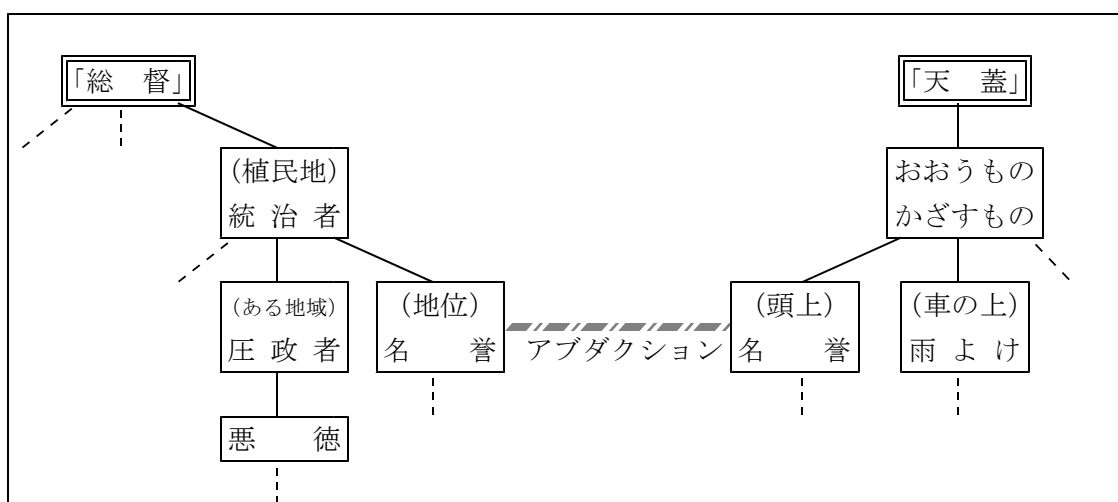 「総　督」
「天　蓋」
(植民地)
統 治 者
おおうもの
かざすもの
(ある地域)
圧 政 者
(地位)
名　　誉
アブダクション
(頭上)
名　　誉
(車の上)
雨 よ け
悪　　徳